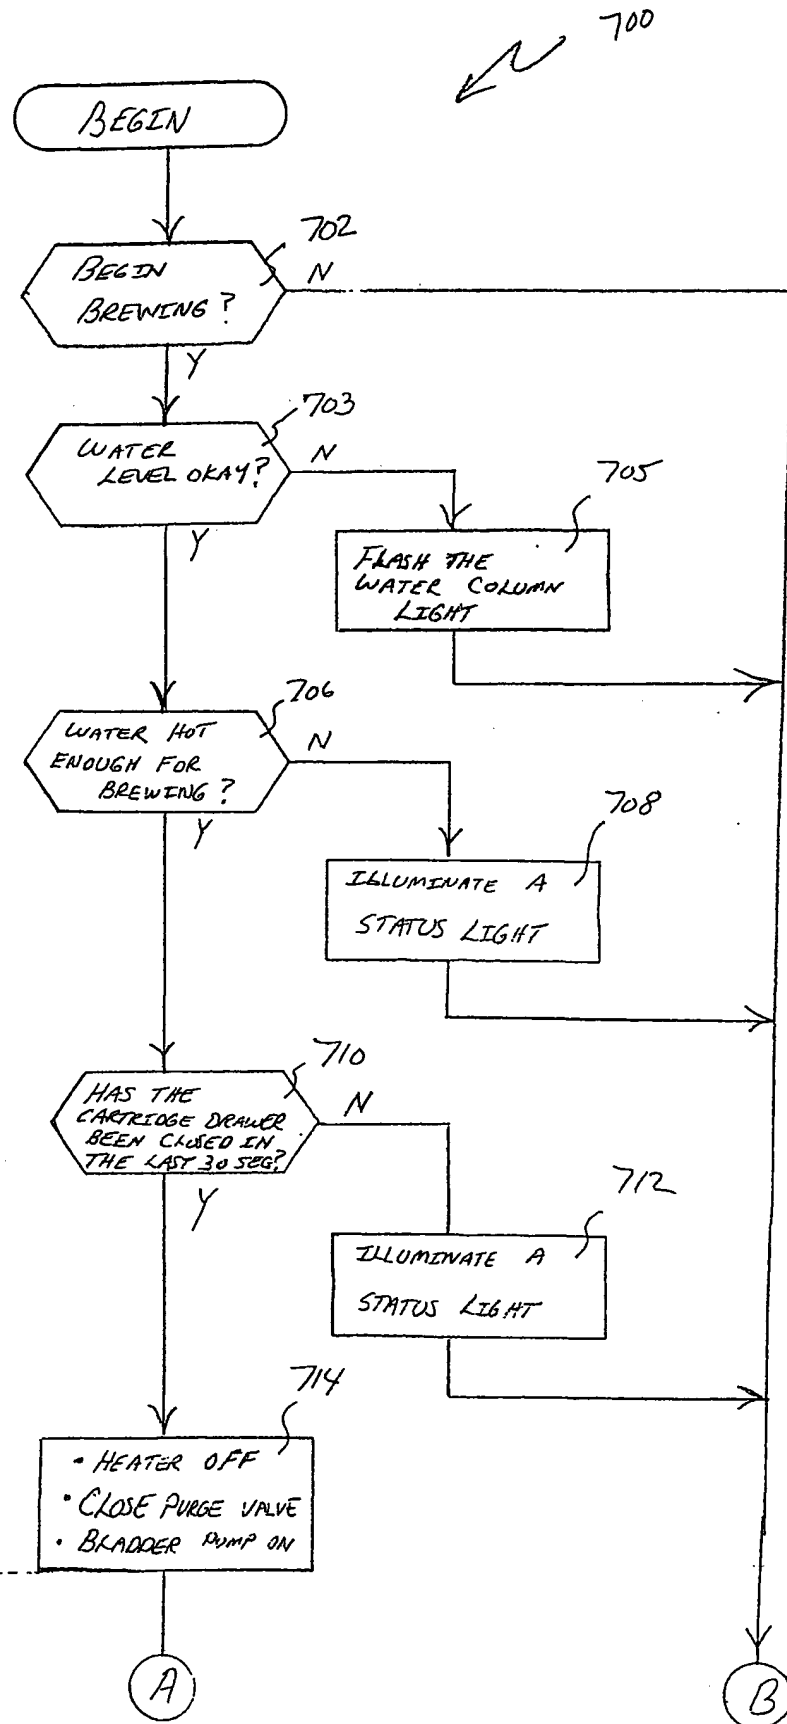 700
BEGIN
702
BEGIN
BREWING?
N
Y
703
WATER
LEVEL OKAY?
N
Y
705
FLASH THE
WATER COLUMN
LIGHT
706
WATER HOT
ENOUGH FOR
BREWING?
N
Y
708
ILLUMINATE A
STATUS LIGHT
710
HAS THE
CARTRIDGE DRAWER
BEEN CLOSED IN
THE LAST 30 SEG?
N
Y
712
ILLUMINATE A
STATUS LIGHT
714
• HEATER OFF
• CLOSE PURGE VALVE
• BLADDER PUMP ON
A
B